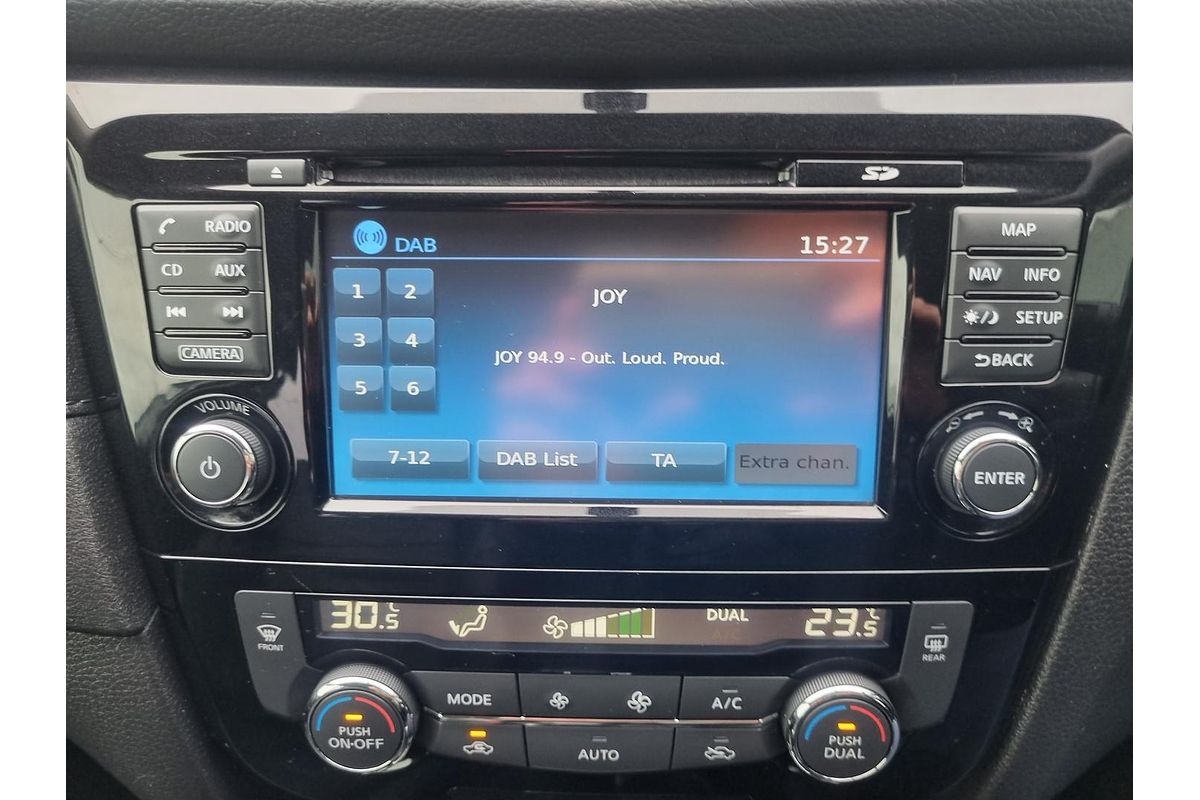 SD
RADIO
CD AUX
CAMERA
VOLUME
DAB 15:27
1 2
3 4
5 6
JOY
JOY 94.9 - Out. Loud. Proud.
7-12 DAB List TA Extra chan.
MAP
NAV INFO
SETUP
BACK
ENTER
30.5°C DUAL 23.5°C
A/C
FRONT
REAR
MODE A/C
PUSH
ON·OFF
AUTO
PUSH
DUAL